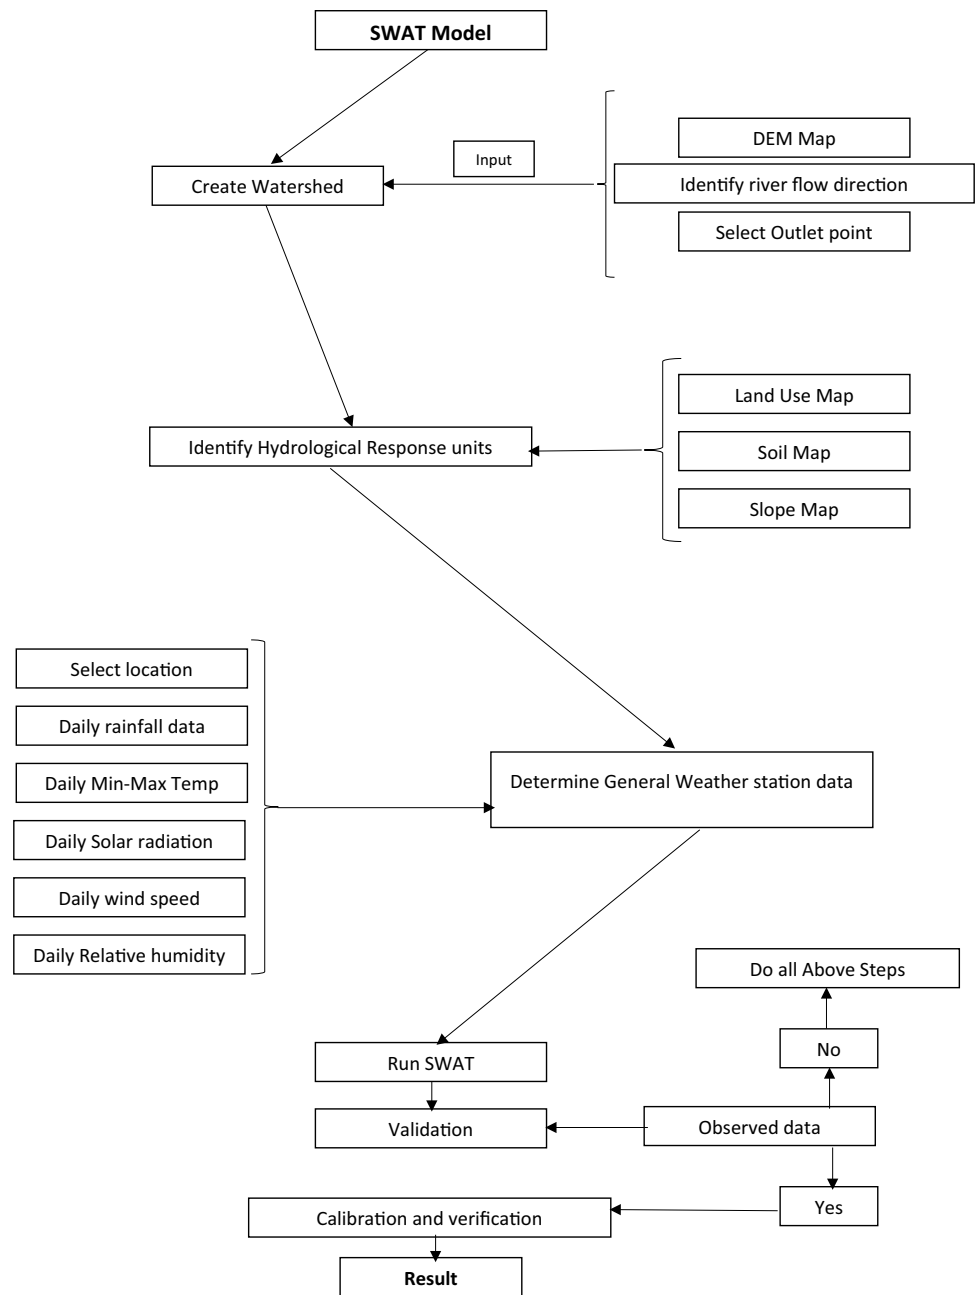 SWAT Model
DEM Map
Input
Create Watershed
Identify river flow direction
Select Outlet point
Land Use Map
Identify Hydrological Response units
Soil Map
Slope Map
Select location
Daily rainfall data
Daily Min-Max Temp
Daily Solar radiation
Daily wind speed
Daily Relative humidity
Determine General Weather station data
Do all Above Steps
No
Run SWAT
Validation
Observed data
Yes
Calibration and verification
Result